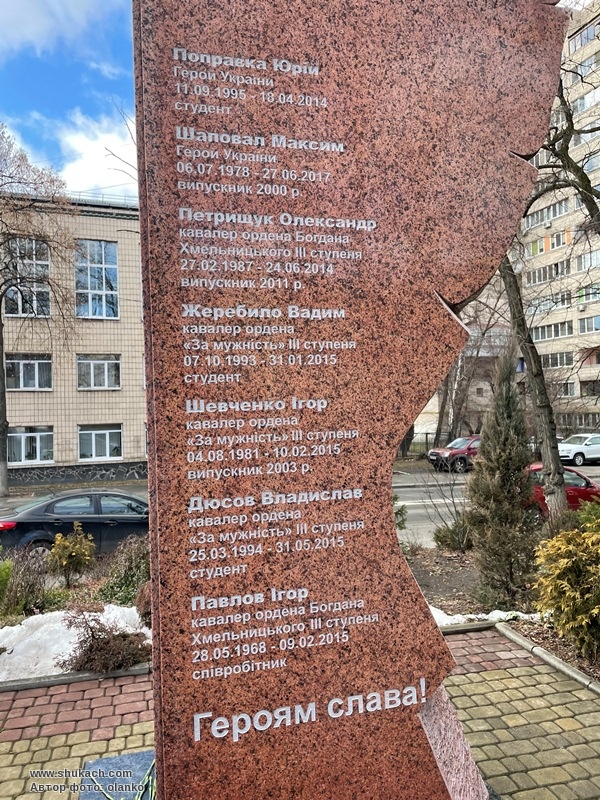 Поправка Юрій
Герой України
11.09.1995 - 18.04.2014
студент
Шаповал Максим
Герой України
06.07.1978 - 27.06.2017
випускник 2000 р.
Петрищук Олександр
кавалер ордена Богдана
Хмельницького ІІІ ступеня
27.02.1987 - 24.06.2014
випускник 2011 р.
Жеребило Вадим
кавалер ордена
«За мужність» ІІІ ступеня
07.10.1993 - 31.01.2015
студент
Шевченко Ігор
кавалер ордена
«За мужність» ІІІ ступеня
04.08.1981 - 10.02.2015
випускник 2003 р.
Дюсов Владислав
кавалер ордена
«За мужність» ІІІ ступеня
25.03.1994 - 31.05.2015
студент
Павлов Ігор
кавалер ордена Богдана
Хмельницького ІІІ ступеня
28.05.1968 - 09.02.2015
співробітник
Героям слава!
www.shukach.com
Автор фото: olanko